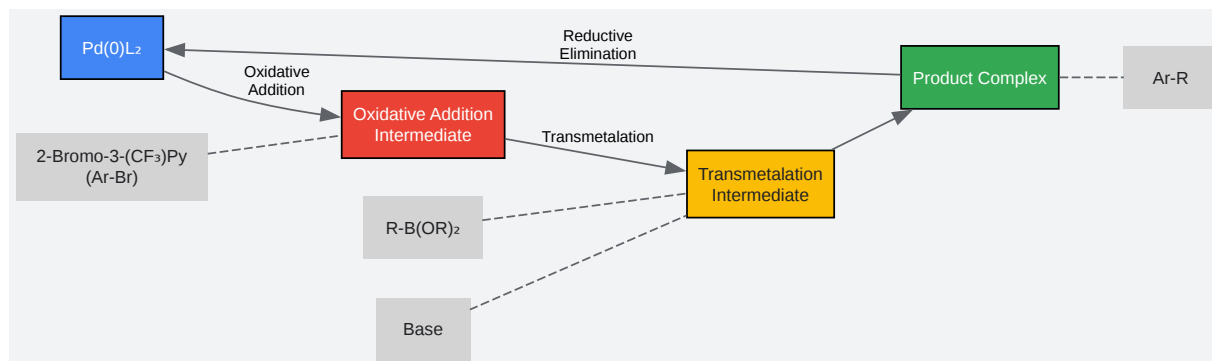 Pd(0)L₂
Reductive
Elimination
Oxidative
Addition
Product Complex
Ar-R
Oxidative Addition
Intermediate
Transmetalation
2-Bromo-3-(CF₃)Py
(Ar-Br)
Transmetalation
Intermediate
R-B(OR)₂
Base